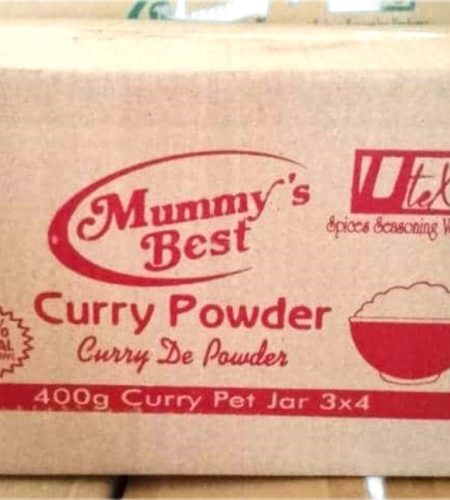 Mummy's
Best
Spices Seasoning
Curry Powder
Curry De Powder
400g Curry Pet Jar 3x4